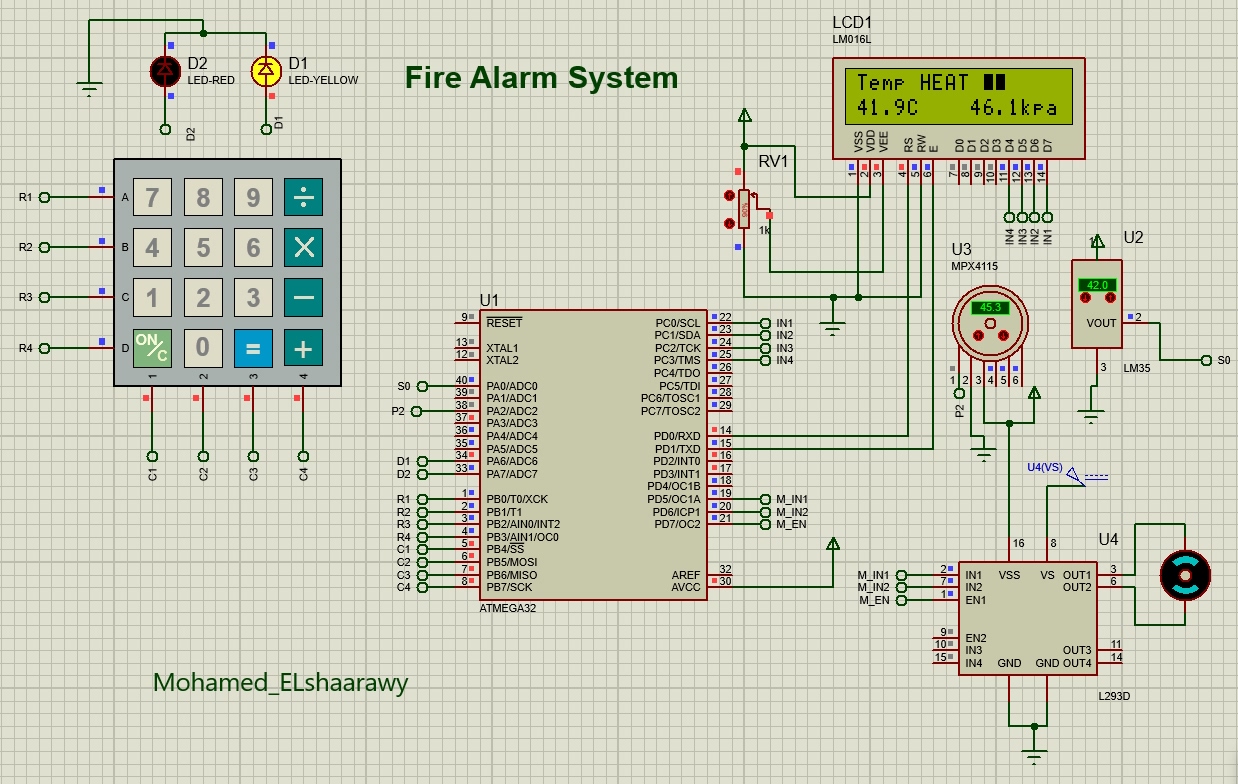 Fire Alarm System
LCD1
LM016L
Temp HEAT
41.9C 46.1kpa
VSS VDD VEE RS RW E D0 D1 D2 D3 D4 D5 D6 D7
1 2 3 4 5 6 7 8 9 10 11 12 13 14
IN4 IN3 IN2 IN1
D2
LED-RED
D1
LED-YELLOW
D2
D1
R1 A 7 8 9 ÷
R2 B 4 5 6 ×
R3 C 1 2 3 −
R4 D ON/C 0 = +
1 2 3 4
C1 C2 C3 C4
RV1
90%
1k
U1
9 RESET
13 XTAL1
12 XTAL2
S0 40 PA0/ADC0
39 PA1/ADC1
P2 38 PA2/ADC2
37 PA3/ADC3
36 PA4/ADC4
35 PA5/ADC5
D1 34 PA6/ADC6
D2 33 PA7/ADC7
R1 1 PB0/T0/XCK
R2 2 PB1/T1
R3 3 PB2/AIN0/INT2
R4 4 PB3/AIN1/OC0
C1 5 PB4/SS
C2 6 PB5/MOSI
C3 7 PB6/MISO
C4 8 PB7/SCK
PC0/SCL 22 IN1
PC1/SDA 23 IN2
PC2/TCK 24 IN3
PC3/TMS 25 IN4
PC4/TDO 26
PC5/TDI 27
PC6/TOSC1 28
PC7/TOSC2 29
PD0/RXD 14
PD1/TXD 15
PD2/INT0 16
PD3/INT1 17
PD4/OC1B 18
PD5/OC1A 19 M_IN1
PD6/ICP1 20 M_IN2
PD7/OC2 21 M_EN
AREF 32
AVCC 30
ATMEGA32
U3
MPX4115
45.3
1 2 3 4 5 6
P2
U2
1
42.0
VOUT 2
3
LM35
S0
U4(VS)
U4
16 8
VSS VS
M_IN1 2 IN1
M_IN2 7 IN2
M_EN 1 EN1
9 EN2
10 IN3
15 IN4
OUT1 3
OUT2 6
OUT3 11
OUT4 14
GND GND
L293D
Mohamed_ELshaarawy